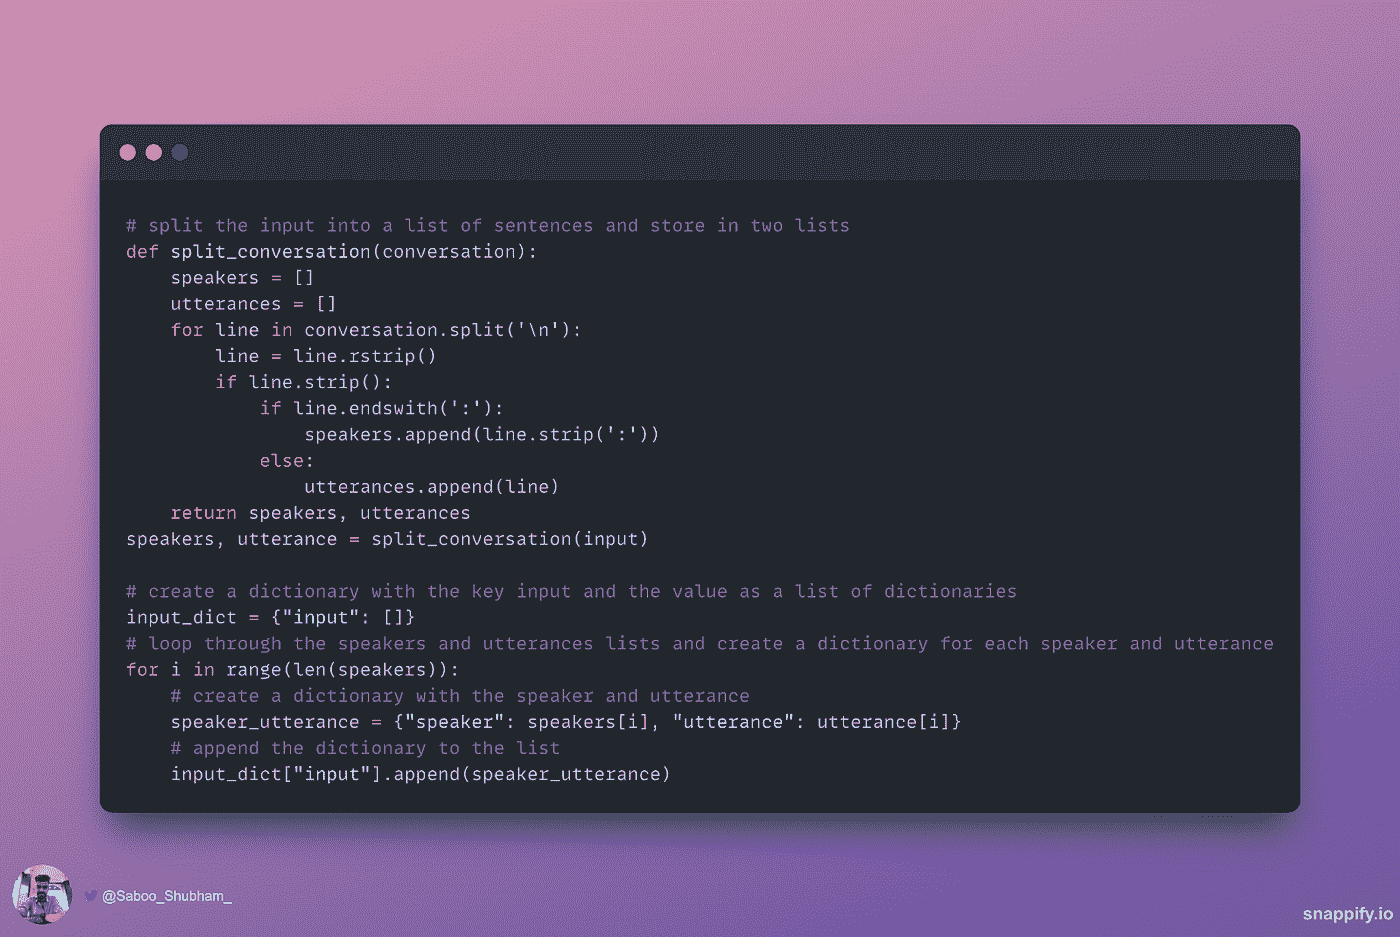 # split the input into a list of sentences and store in two lists
def split_conversation(conversation):
    speakers = []
    utterances = []
    for line in conversation.split('\n'):
        line = line.rstrip()
        if line.strip():
            if line.endswith(':'):
                speakers.append(line.strip(':'))
            else:
                utterances.append(line)
    return speakers, utterances
speakers, utterance = split_conversation(input)

# create a dictionary with the key input and the value as a list of dictionaries
input_dict = {"input": []}
# loop through the speakers and utterances lists and create a dictionary for each speaker and utterance
for i in range(len(speakers)):
    # create a dictionary with the speaker and utterance
    speaker_utterance = {"speaker": speakers[i], "utterance": utterance[i]}
    # append the dictionary to the list
    input_dict["input"].append(speaker_utterance)
@Saboo_Shubham_
snappify.io